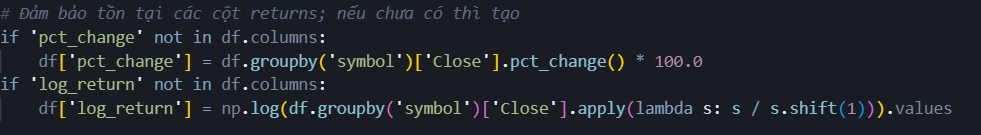 # Đảm bảo tồn tại các cột returns; nếu chưa có thì tạo
if 'pct_change' not in df.columns:
    df['pct_change'] = df.groupby('symbol')['Close'].pct_change() * 100.0
if 'log_return' not in df.columns:
    df['log_return'] = np.log(df.groupby('symbol')['Close'].apply(lambda s: s / s.shift(1))).values